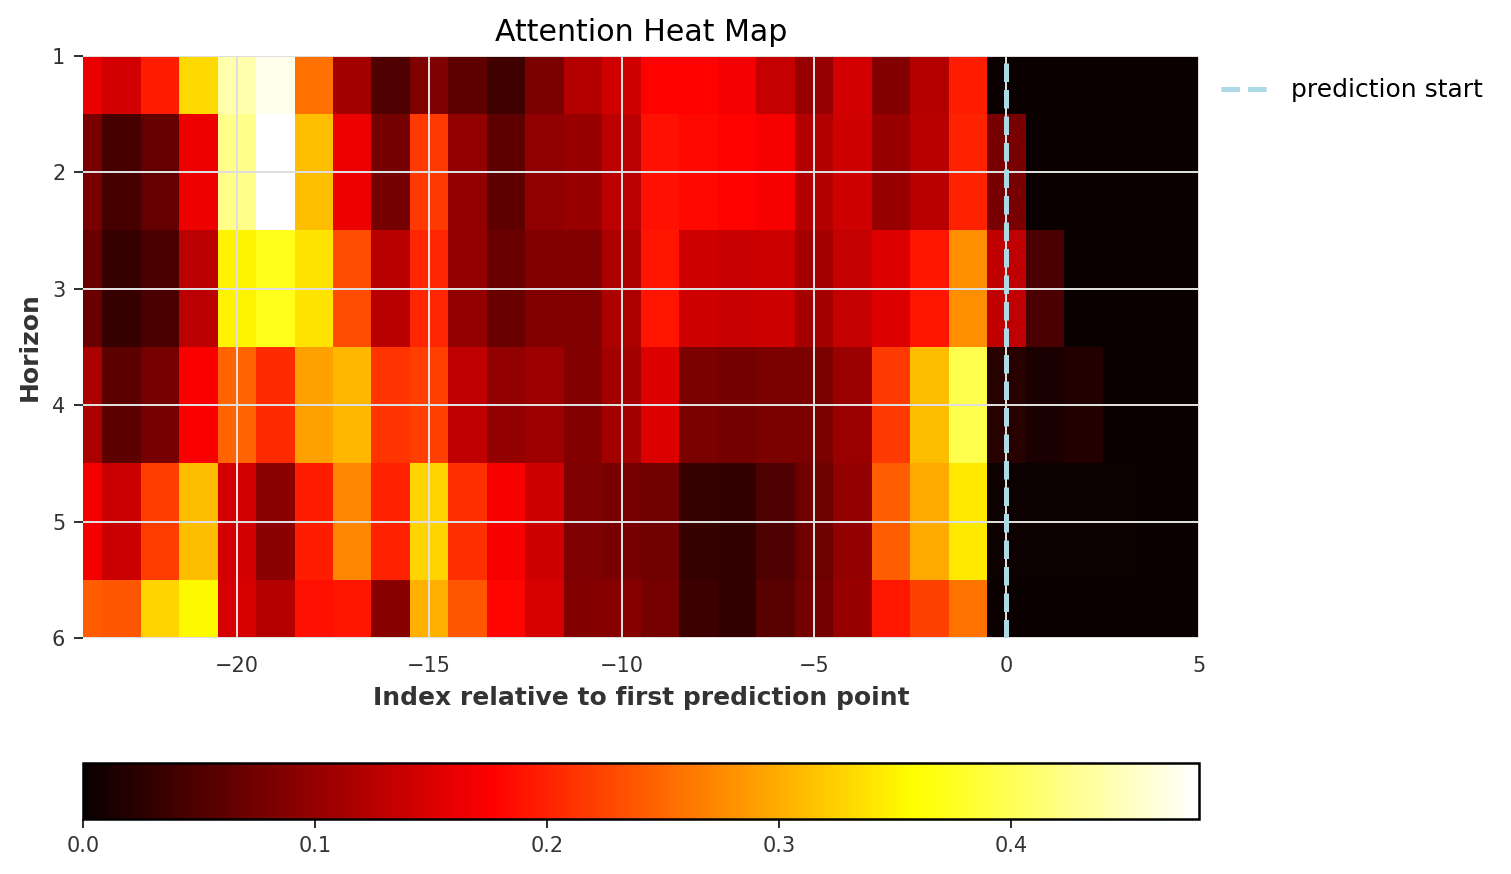 Attention Heat Map
prediction start
1
2
3
4
5
6
Horizon
−20 −15 −10 −5 0 5
Index relative to first prediction point
0.0 0.1 0.2 0.3 0.4